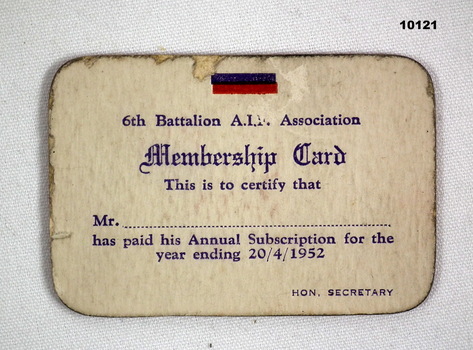 10121
6th Battalion A.I.F. Association
Membership Card
This is to certify that
Mr.
has paid his Annual Subscription for the
year ending 20/4/1952
HON. SECRETARY